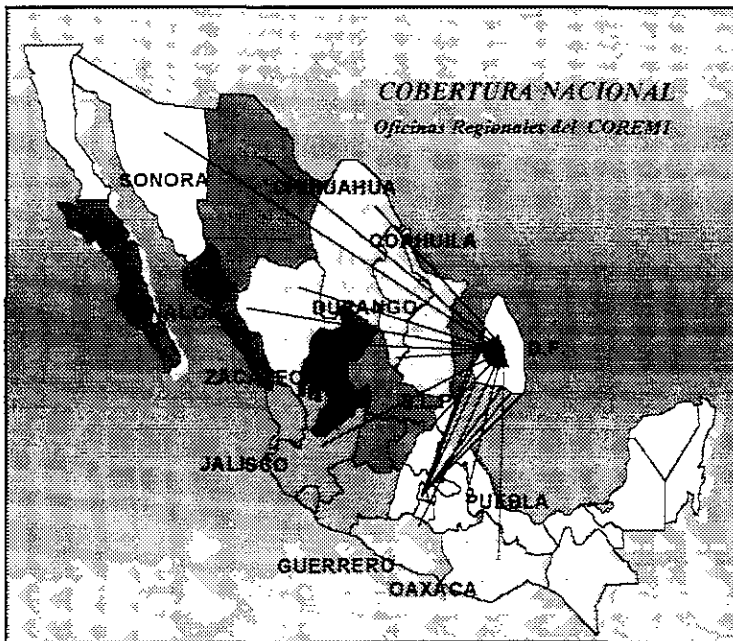 COBERTURA NACIONAL
Oficinas Regionales del COREMI
SONORA
CHIHUAHUA
COAHUILA
DURANGO
D.F.
JALISCO
PUEBLA
GUERRERO
OAXACA